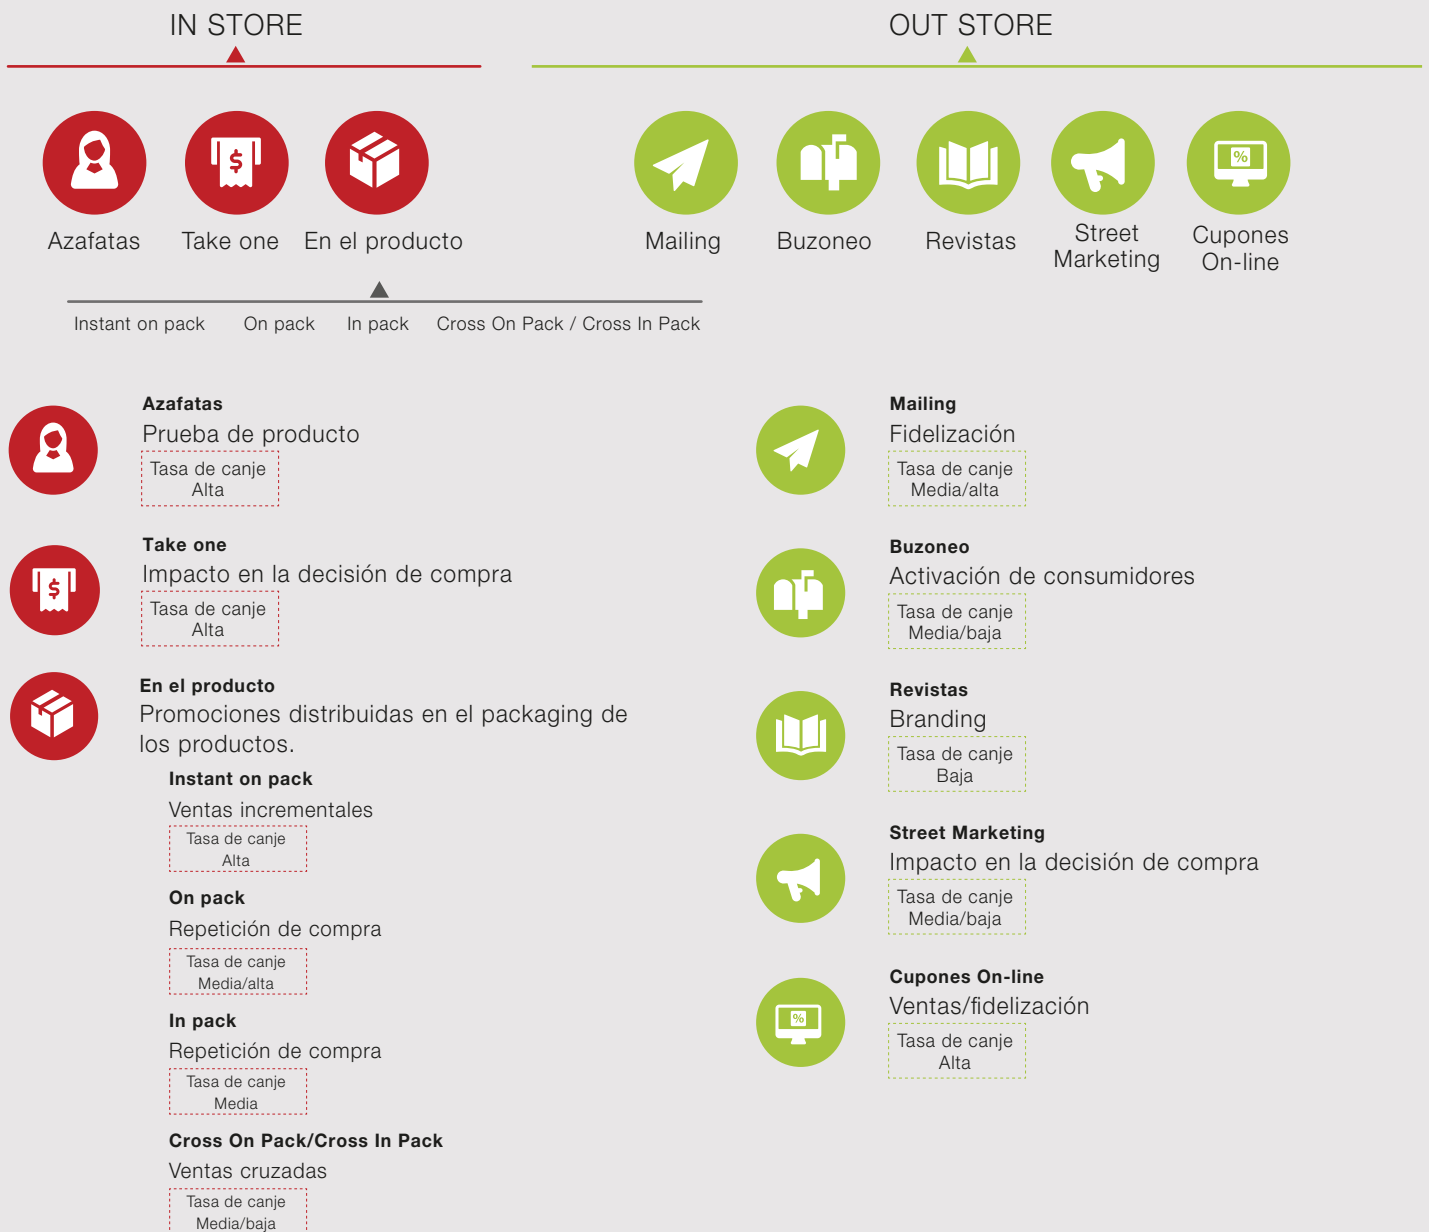 IN STORE
OUT STORE
$
%
Azafatas
Take one
En el producto
Mailing
Buzoneo
Revistas
Street
Marketing
Cupones
On-line
Instant on pack
On pack
In pack
Cross On Pack / Cross In Pack
Azafatas
Prueba de producto
Tasa de canje
Alta
$
Take one
Impacto en la decisión de compra
Tasa de canje
Alta
En el producto
Promociones distribuidas en el packaging de
los productos.
Instant on pack
Ventas incrementales
Tasa de canje
Alta
On pack
Repetición de compra
Tasa de canje
Media/alta
In pack
Repetición de compra
Tasa de canje
Media
Cross On Pack/Cross In Pack
Ventas cruzadas
Tasa de canje
Media/baja
Mailing
Fidelización
Tasa de canje
Media/alta
Buzoneo
Activación de consumidores
Tasa de canje
Media/baja
Revistas
Branding
Tasa de canje
Baja
Street Marketing
Impacto en la decisión de compra
Tasa de canje
Media/baja
%
Cupones On-line
Ventas/fidelización
Tasa de canje
Alta